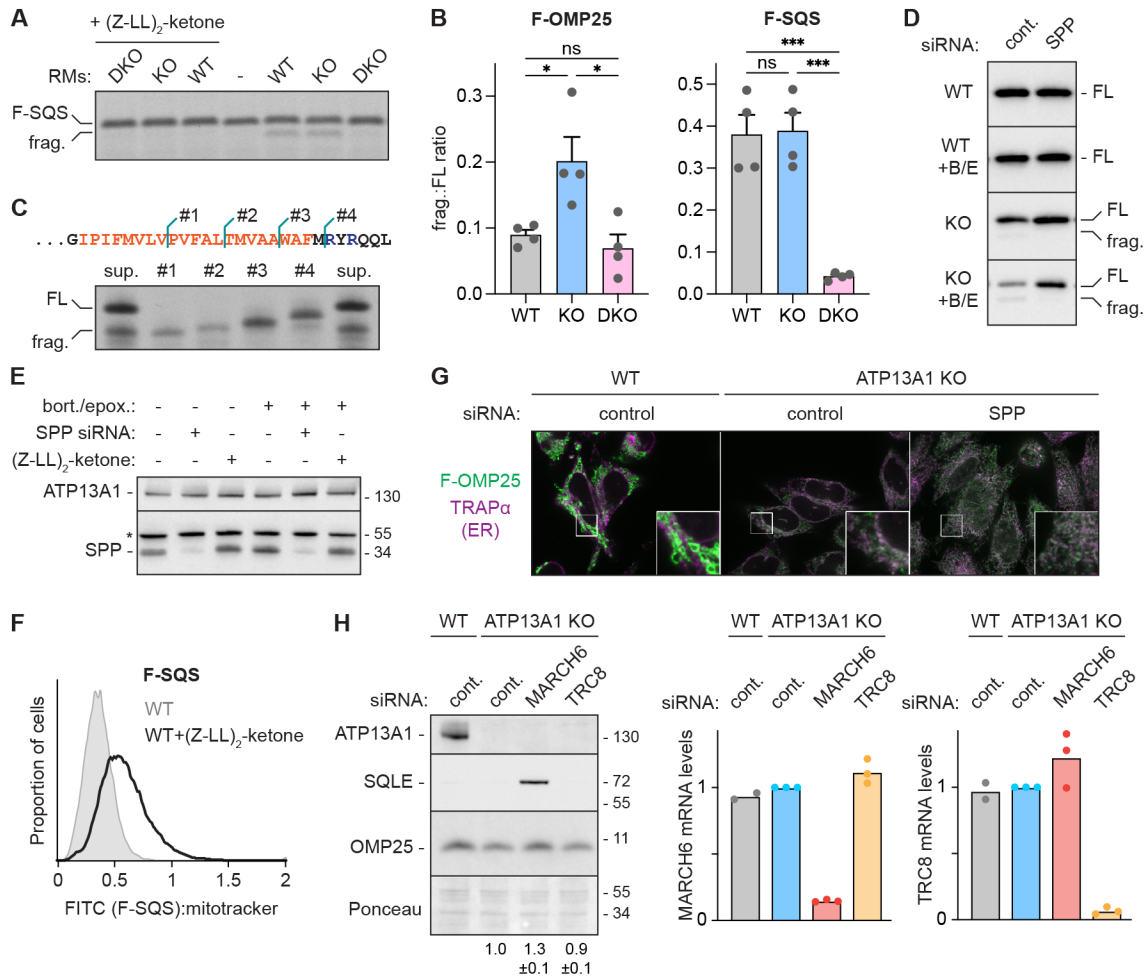 A
+ (Z-LL)2-ketone
RMs: DKO KO WT - WT KO DKO
F-SQS
frag.
B
F-OMP25
F-SQS
frag.:FL ratio
ns
* *
0.3
0.2
0.1
0.0
WT KO DKO
***
ns ***
0.5
0.4
0.3
0.2
0.1
0.0
WT KO DKO
C
#1 #2 #3 #4
...GIPIFMVLVPVFALTMVAAWAFMRYRQQL
sup. #1 #2 #3 #4 sup.
FL
frag.
D
siRNA: cont. SPP
WT - FL
WT +B/E - FL
KO FL
frag.
KO +B/E FL
frag.
E
bort./epox.: - - - + + +
SPP siRNA: - + - - + -
(Z-LL)2-ketone: - - + - - +
ATP13A1 - - 130
* - 55
SPP - - 34
F
F-SQS
WT
WT+(Z-LL)2-ketone
Proportion of cells
0 0.5 1 1.5 2
FITC (F-SQS):mitotracker
G
WT ATP13A1 KO
siRNA: control control SPP
F-OMP25
TRAPα
(ER)
H
WT ATP13A1 KO
siRNA: cont. cont. MARCH6 TRC8
ATP13A1 - - 130
SQLE - - 72
- 55
OMP25 - - 11
Ponceau - 55
- 34
1.0 1.3 0.9
±0.1 ±0.1
WT ATP13A1 KO
siRNA: cont. cont. MARCH6 TRC8
MARCH6 mRNA levels
1
0
WT ATP13A1 KO
siRNA: cont. cont. MARCH6 TRC8
TRC8 mRNA levels
1
0